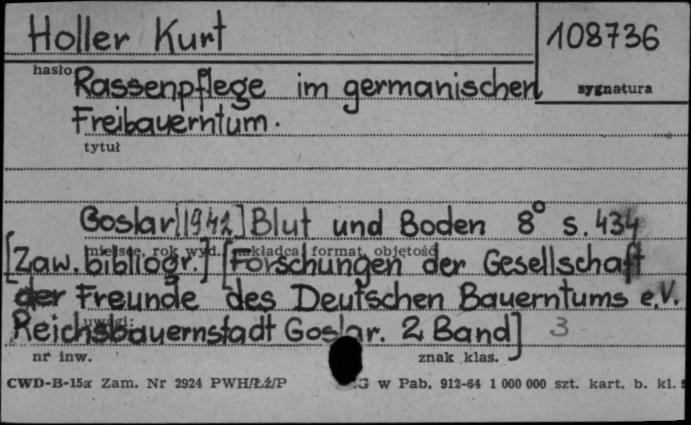 Holler Kurt
108736
hasło
sygnatura
Rassenpflege im germanischen
Freibauerntum.
tytuł
Goslar [1942] Blut und Boden 8° s. 434
miejsce, rok wyd. nakładca format, objętość
[Zaw. bibliogr.] [Forschungen der Gesellschaft
der Freunde des Deutschen Bauerntums e.V.
uwagi:
Reichsbauernstadt Goslar. 2 Band] 3
nr inw.
znak klas.
CWD-B-15a Zam. Nr 2924 PWH/Łź/P w Pab. 912-64 1 000 000 szt. kart. b. kl.